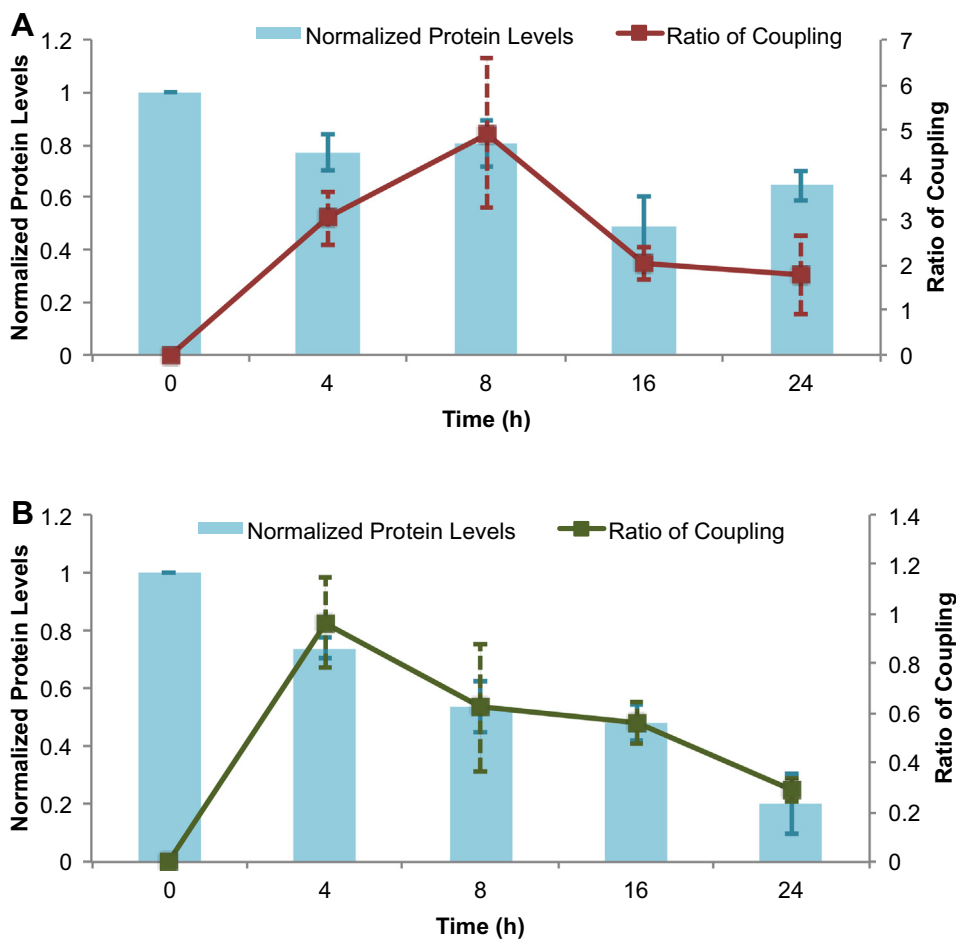 A
Normalized Protein Levels
Ratio of Coupling
Normalized Protein Levels
1.2
1
0.8
0.6
0.4
0.2
0
7
6
5
4
3
2
1
0
Ratio of Coupling
0 4 8 16 24
Time (h)
B
Normalized Protein Levels
Ratio of Coupling
Normalized Protein Levels
1.2
1
0.8
0.6
0.4
0.2
0
1.4
1.2
1
0.8
0.6
0.4
0.2
0
Ratio of Coupling
0 4 8 16 24
Time (h)